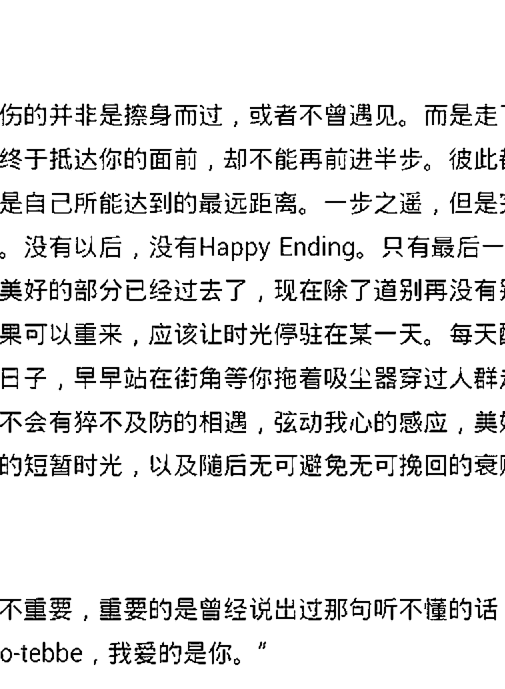 伤的并非是擦身而过，或者不曾遇见。而是走
终于抵达你的面前，却不能再前进半步。彼此
是自己所能达到的最远距离。一步之遥，但是
。没有以后，没有Happy Ending。只有最后一
美好的部分已经过去了，现在除了道别再没有
果可以重来，应该让时光停驻在某一天。每天
日子，早早站在街角等你拖着吸尘器穿过人群
不会有猝不及防的相遇，弦动我心的感应，美
的短暂时光，以及随后无可避免无可挽回的衰
不重要，重要的是曾经说出过那句听不懂的话
o-tebbe，我爱的是你。”